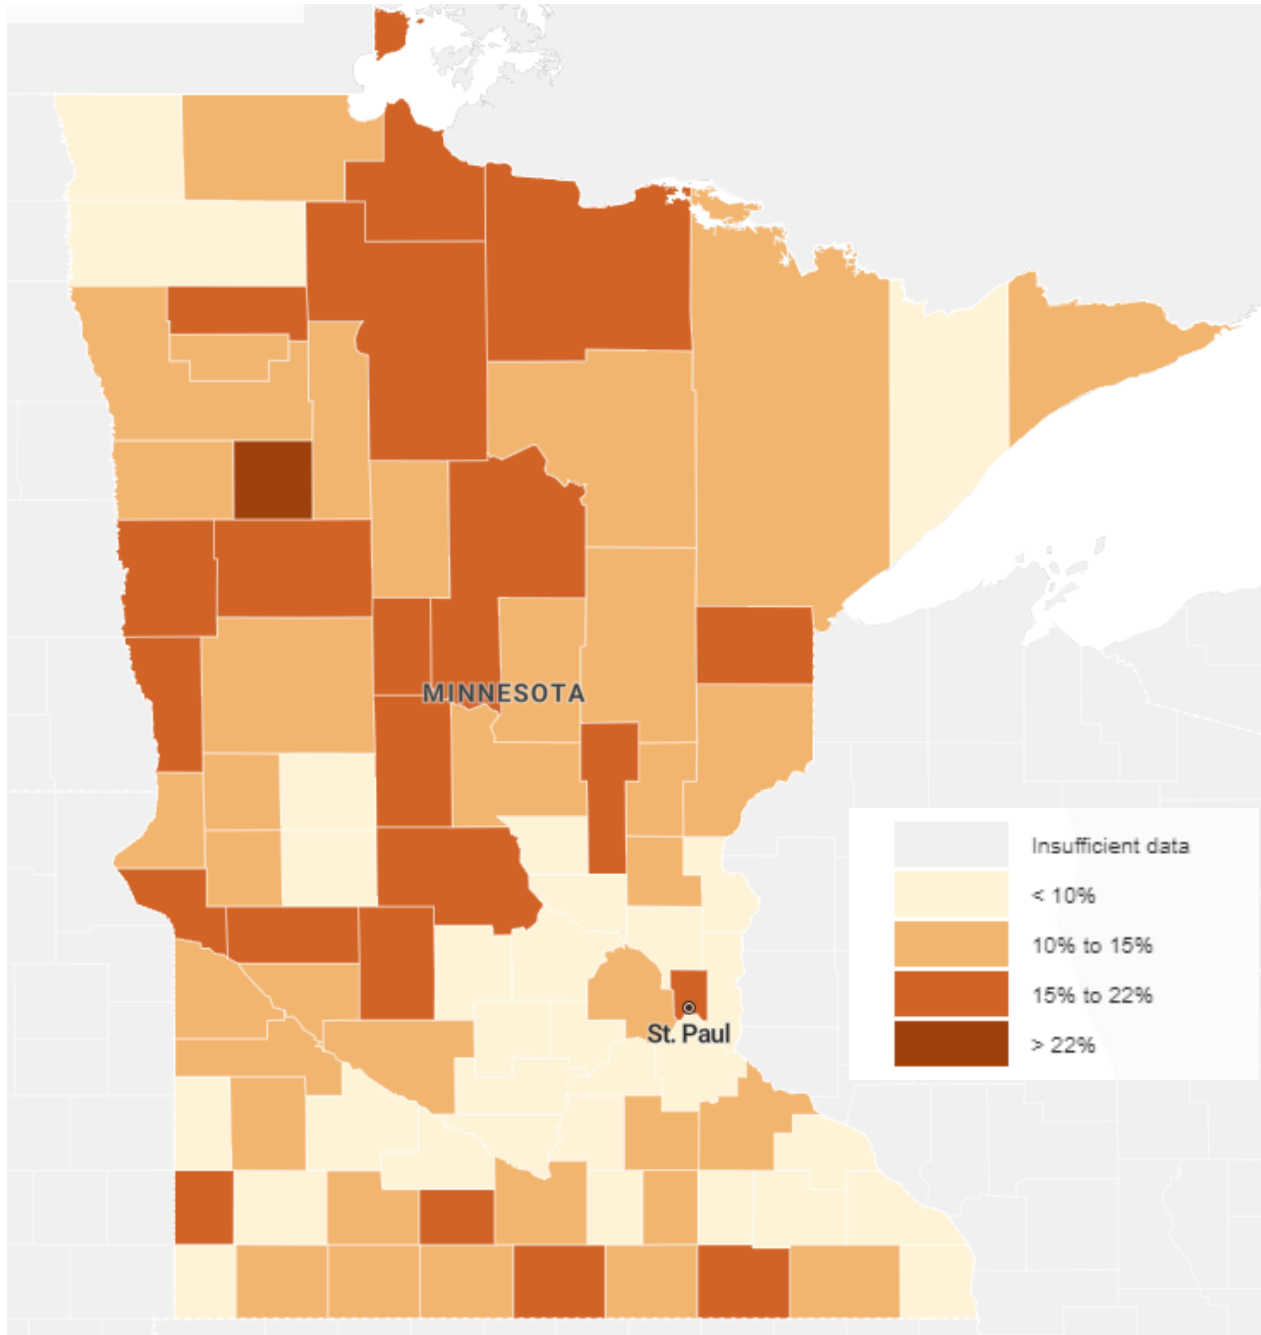 MINNESOTA
Insufficient data
< 10%
10% to 15%
15% to 22%
St. Paul
> 22%